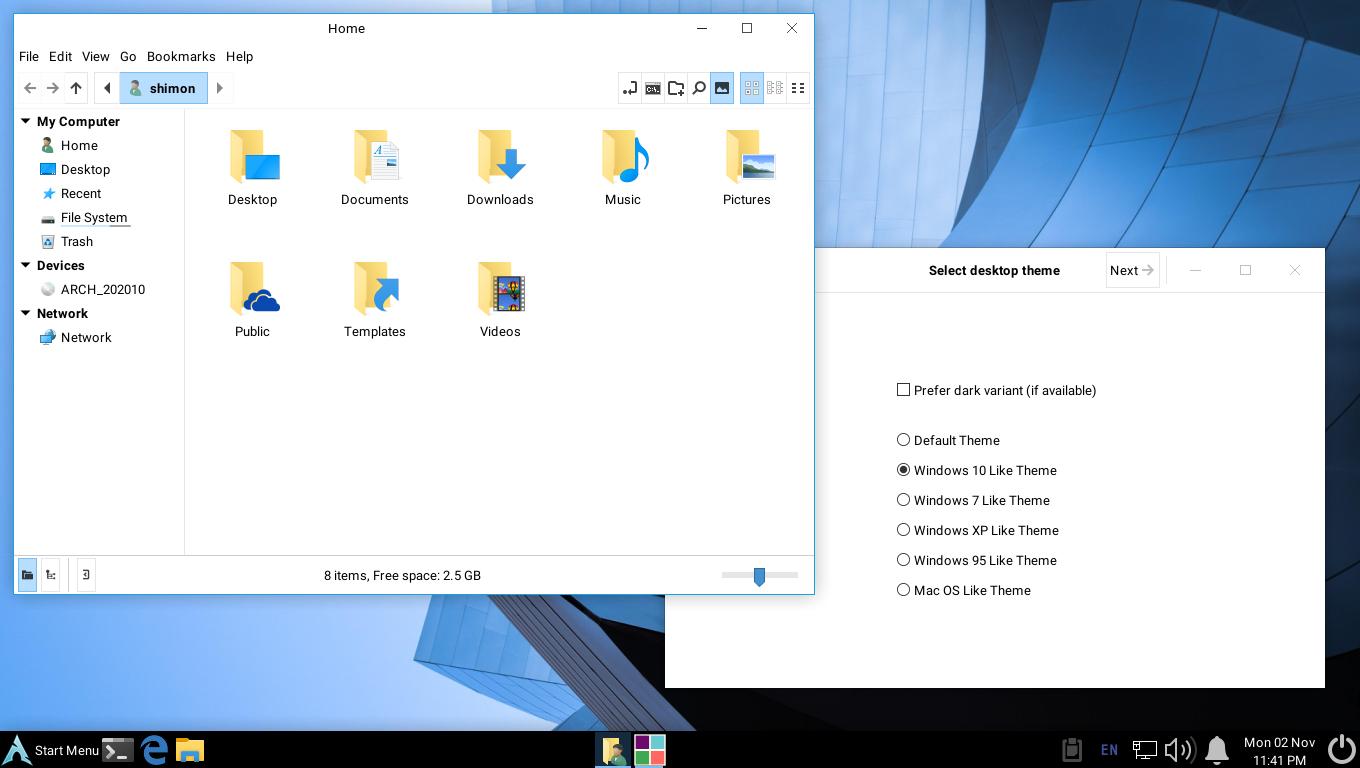 Home
File Edit View Go Bookmarks Help
shimon
My Computer
Home
Desktop
Recent
File System
Trash
Devices
ARCH_202010
Network
Network
Desktop Documents Downloads Music Pictures
Public Templates Videos
8 items, Free space: 2.5 GB
Select desktop theme
Next
Prefer dark variant (if available)
Default Theme
Windows 10 Like Theme
Windows 7 Like Theme
Windows XP Like Theme
Windows 95 Like Theme
Mac OS Like Theme
Start Menu
EN
Mon 02 Nov
11:41 PM